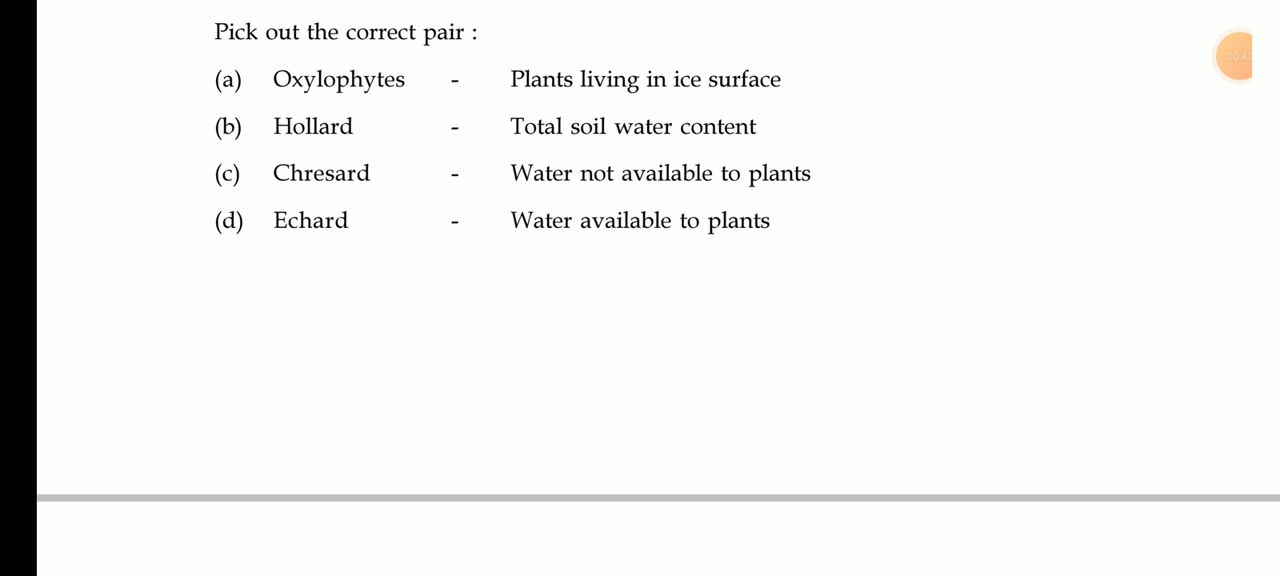 Pick out the correct pair :
(a) Oxylophytes - Plants living in ice surface
(b) Hollard - Total soil water content
(c) Chresard - Water not available to plants
(d) Echard - Water available to plants